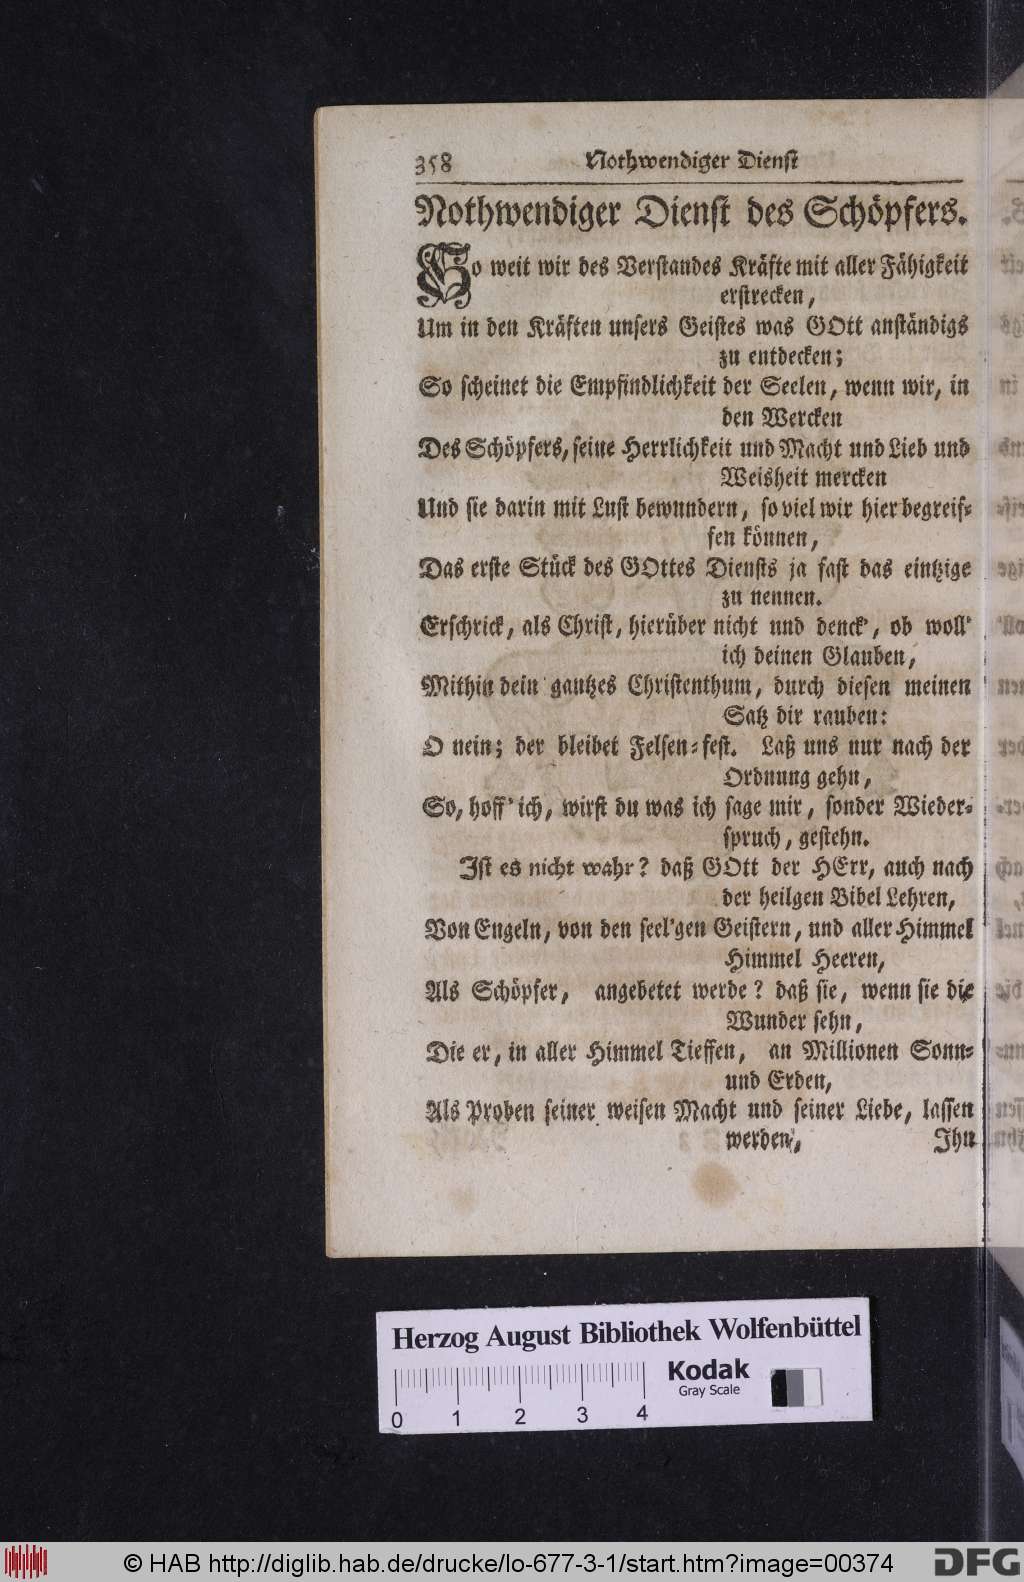 358 Nothwendiger Dienst
Nothwendiger Dienst des Schöpfers.
So weit wir des Verstandes Kräfte mit aller Fähigkeit
erstrecken,
Um in den Kräften unsers Geistes was GOtt anständigs
zu entdecken;
So scheinet die Empfindlichkeit der Seelen, wenn wir, in
den Wercken
Des Schöpfers, seine Herrlichkeit und Macht und Lieb und
Weisheit mercken
Und sie darin mit Lust bewundern, so viel wir hier begreif-
fen können,
Das erste Stück des GOttes Diensts ja fast das eintzige
zu nennen.
Erschrick, als Christ, hierüber nicht und denck', ob woll'
ich deinen Glauben,
Mithin dein gantzes Christenthum, durch diesen meinen
Satz dir rauben:
O nein; der bleibet Felsen-fest. Laß uns nur nach der
Ordnung gehn,
So, hoff' ich, wirst du was ich sage mir, sonder Wieder-
spruch, gestehn.
Ist es nicht wahr? daß GOtt der HErr, auch nach
der heilgen Bibel Lehren,
Von Engeln, von den seel'gen Geistern, und aller Himmel
Himmel Heeren,
Als Schöpfer, angebetet werde? daß sie, wenn sie die
Wunder sehn,
Die er, in aller Himmel Tieffen, an Millionen Sonn-
und Erden,
Als Proben seiner weisen Macht und seiner Liebe, lassen
werden, Ihn
Herzog August Bibliothek Wolfenbüttel
Kodak
Gray Scale
0 1 2 3 4
© HAB http://diglib.hab.de/drucke/lo-677-3-1/start.htm?image=00374
DFG